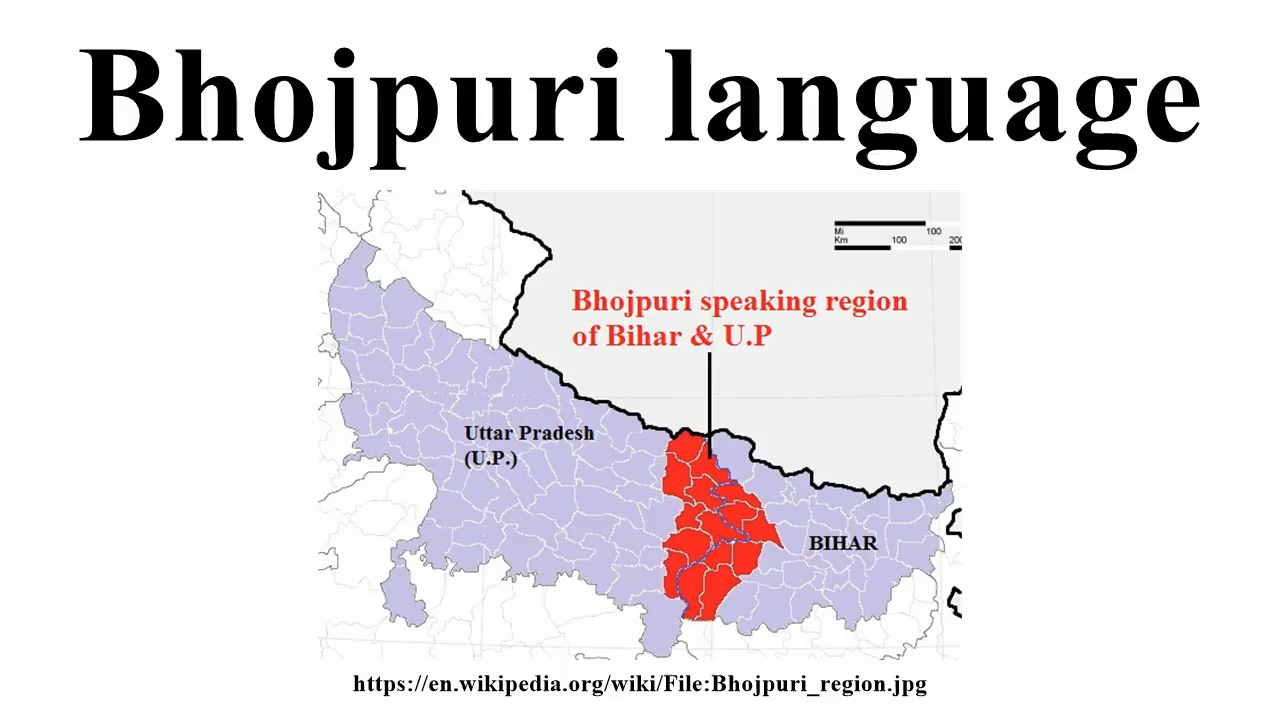 Bhojpuri language
Mi 100
Km 100 200
Bhojpuri speaking region
of Bihar & U.P
Uttar Pradesh
(U.P.)
BIHAR
https://en.wikipedia.org/wiki/File:Bhojpuri_region.jpg